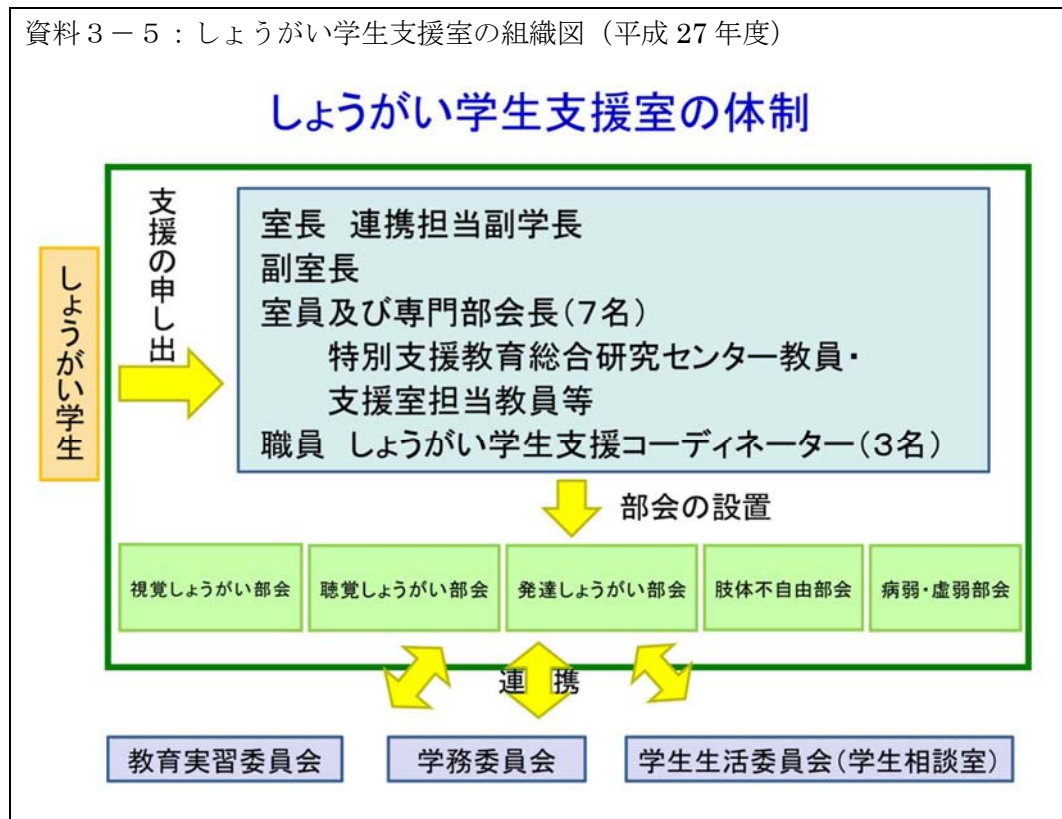 資料３－５：しょうがい学生支援室の組織図（平成 27 年度）
しょうがい学生支援室の体制
しょうがい学生
支援の申し出
室長　連携担当副学長
副室長
室員及び専門部会長（７名）
特別支援教育総合研究センター教員・
支援室担当教員等
職員　しょうがい学生支援コーディネーター（３名）
部会の設置
視覚しょうがい部会
聴覚しょうがい部会
発達しょうがい部会
肢体不自由部会
病弱・虚弱部会
連　携
教育実習委員会
学務委員会
学生生活委員会（学生相談室）